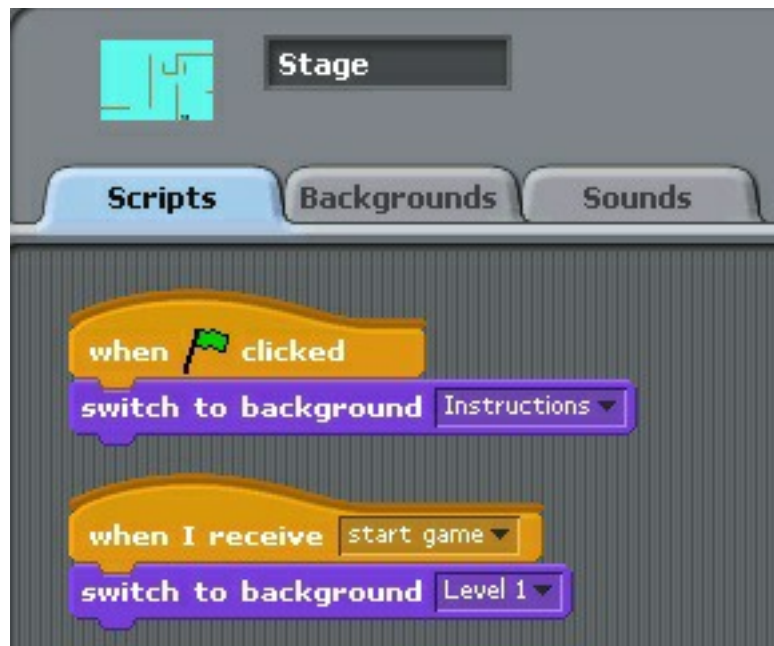 Stage
Scripts Backgrounds Sounds
when clicked
switch to background Instructions
when I receive start game
switch to background Level 1